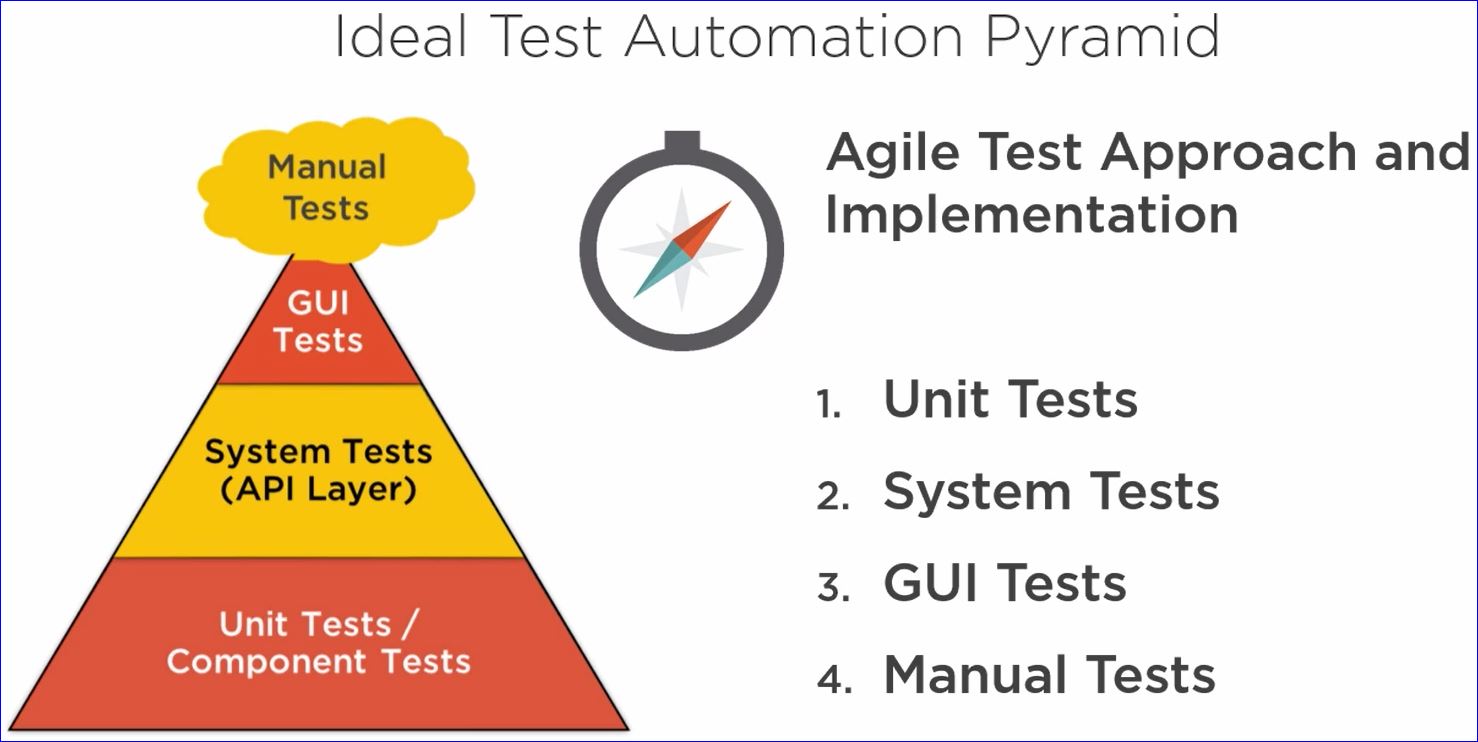 Ideal Test Automation Pyramid
Manual
Tests
GUI
Tests
System Tests
(API Layer)
Unit Tests /
Component Tests
Agile Test Approach and
Implementation
1. Unit Tests
2. System Tests
3. GUI Tests
4. Manual Tests